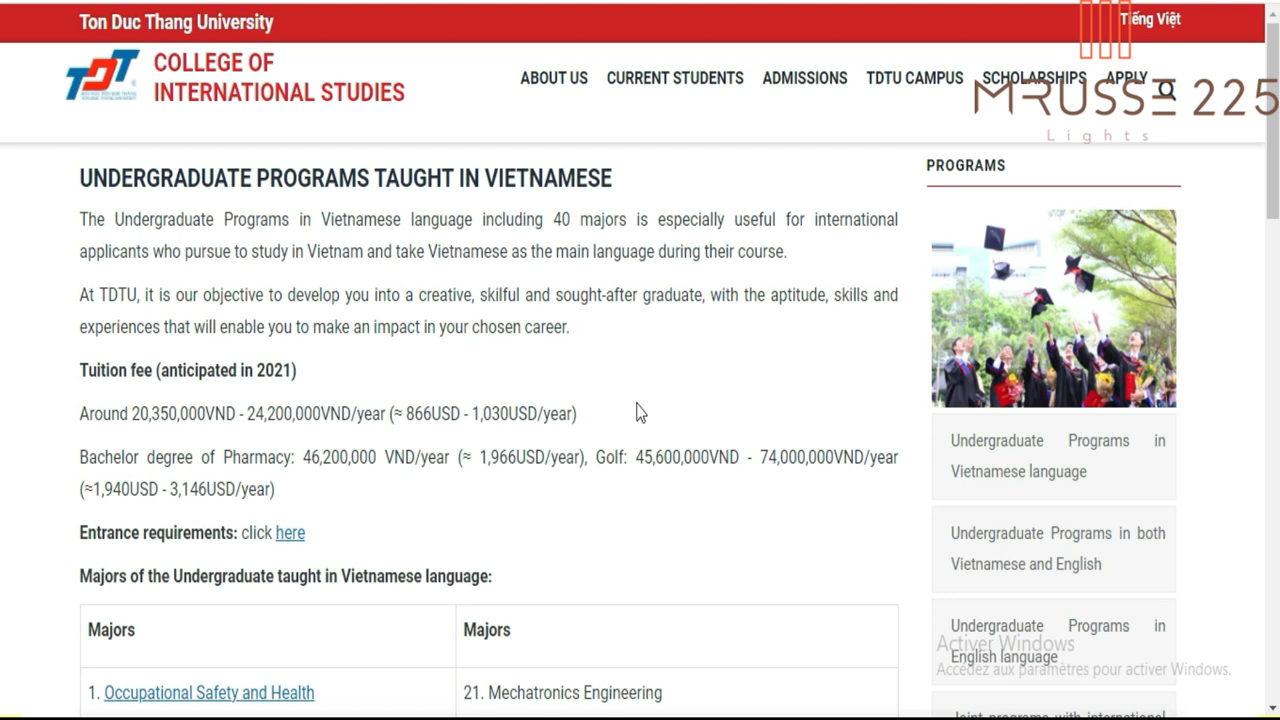 Ton Duc Thang University
Tiếng Việt
TDT
COLLEGE OF
INTERNATIONAL STUDIES
ABOUT US
CURRENT STUDENTS
ADMISSIONS
TDTU CAMPUS
SCHOLARSHIPS
APPLY
MRUSSE 225
Lights
UNDERGRADUATE PROGRAMS TAUGHT IN VIETNAMESE
The Undergraduate Programs in Vietnamese language including 40 majors is especially useful for international
applicants who pursue to study in Vietnam and take Vietnamese as the main language during their course.
At TDTU, it is our objective to develop you into a creative, skilful and sought-after graduate, with the aptitude, skills and
experiences that will enable you to make an impact in your chosen career.
Tuition fee (anticipated in 2021)
Around 20,350,000VND - 24,200,000VND/year (≈ 866USD - 1,030USD/year)
Bachelor degree of Pharmacy: 46,200,000 VND/year (≈ 1,966USD/year), Golf: 45,600,000VND - 74,000,000VND/year
(≈1,940USD - 3,146USD/year)
Entrance requirements: click here
Majors of the Undergraduate taught in Vietnamese language:
Majors
Majors
1. Occupational Safety and Health
21. Mechatronics Engineering
PROGRAMS
Undergraduate Programs in
Vietnamese language
Undergraduate Programs in both
Vietnamese and English
Undergraduate Programs in
English language
Joint programs with international
Activer Windows
Accédez aux paramètres pour activer Windows.